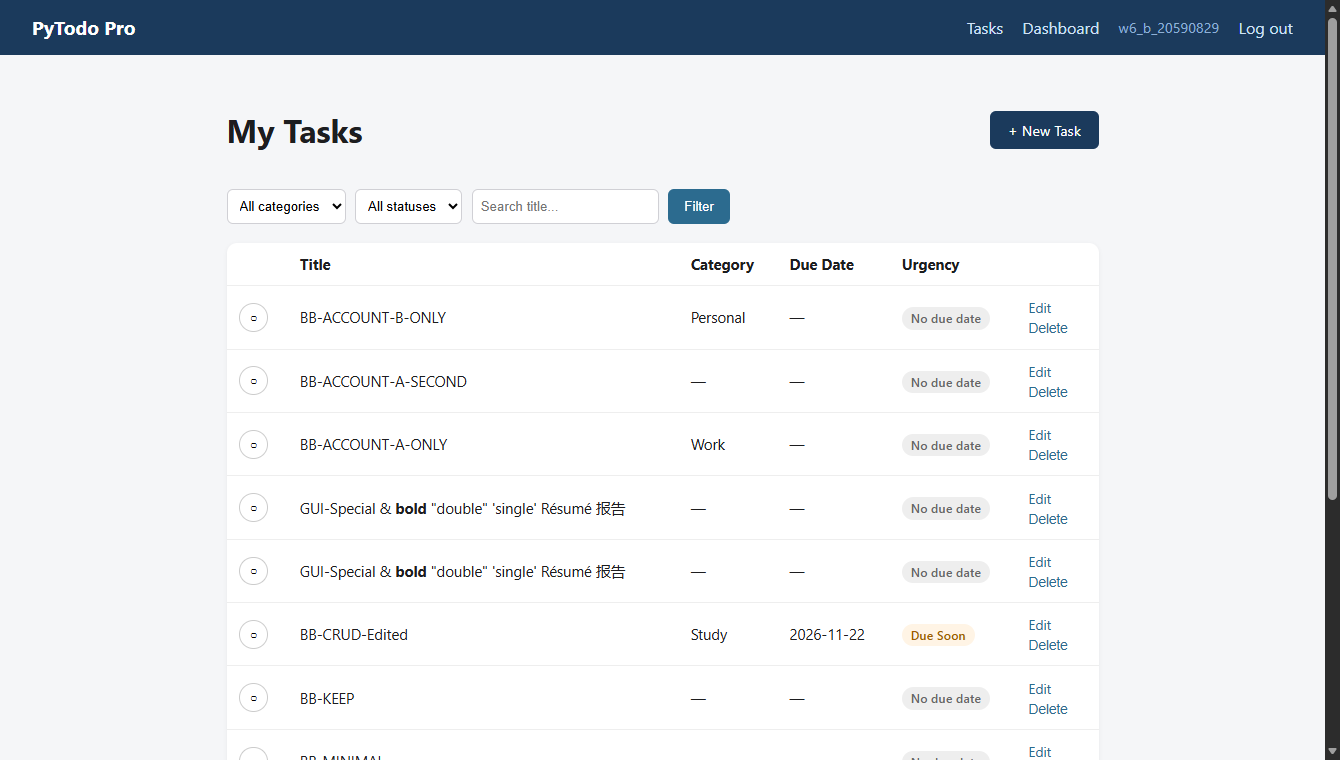 PyTodo Pro
Tasks Dashboard w6_b_20590829 Log out
My Tasks
+ New Task
All categories All statuses Search title... Filter
Title Category Due Date Urgency
BB-ACCOUNT-B-ONLY Personal — No due date Edit Delete
BB-ACCOUNT-A-SECOND — — No due date Edit Delete
BB-ACCOUNT-A-ONLY Work — No due date Edit Delete
GUI-Special & bold "double" 'single' Résumé 报告 — — No due date Edit Delete
GUI-Special & bold "double" 'single' Résumé 报告 — — No due date Edit Delete
BB-CRUD-Edited Study 2026-11-22 Due Soon Edit Delete
BB-KEEP — — No due date Edit Delete
BB-MINIMAL Edit